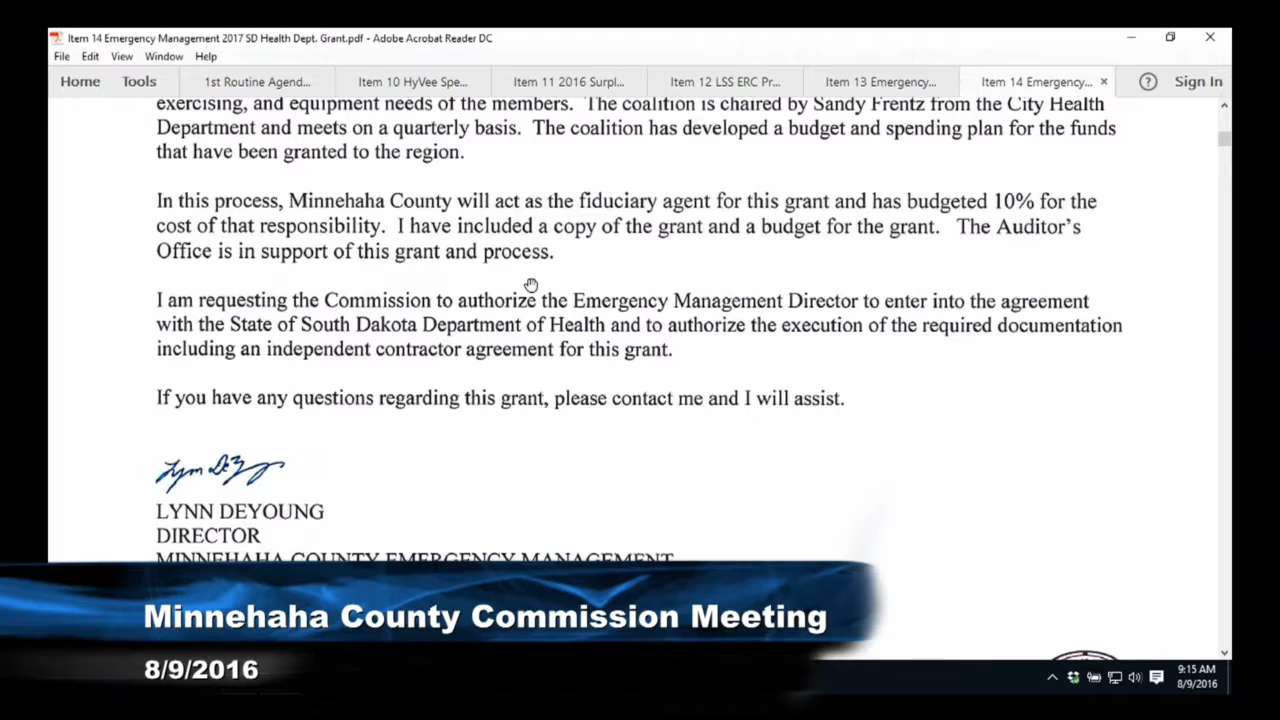 Item 14 Emergency Management 2017 SD Health Dept. Grant.pdf - Adobe Acrobat Reader DC
File Edit View Window Help
Home Tools 1st Routine Agend... Item 10 HyVee Spe... Item 11 2016 Surpl... Item 12 LSS ERC Pr... Item 13 Emergency... Item 14 Emergency... × ? Sign In
exercising, and equipment needs of the members. The coalition is chaired by Sandy Frentz from the City Health
Department and meets on a quarterly basis. The coalition has developed a budget and spending plan for the funds
that have been granted to the region.
In this process, Minnehaha County will act as the fiduciary agent for this grant and has budgeted 10% for the
cost of that responsibility. I have included a copy of the grant and a budget for the grant. The Auditor's
Office is in support of this grant and process.
I am requesting the Commission to authorize the Emergency Management Director to enter into the agreement
with the State of South Dakota Department of Health and to authorize the execution of the required documentation
including an independent contractor agreement for this grant.
If you have any questions regarding this grant, please contact me and I will assist.
Lynn DeYoung
LYNN DEYOUNG
DIRECTOR
MINNEHAHA COUNTY EMERGENCY MANAGEMENT
Minnehaha County Commission Meeting
8/9/2016
9:15 AM
8/9/2016